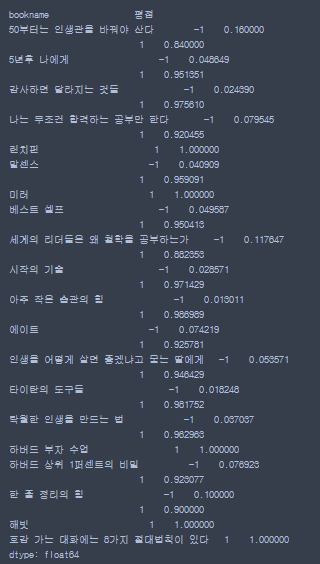 bookname 평점
50부터는 인생관을 바꿔야 산다 -1 0.160000
1 0.840000
5년후 나에게 -1 0.048649
1 0.951351
감사하면 달라지는 것들 -1 0.024390
1 0.975610
나는 무조건 합격하는 공부만 한다 -1 0.079545
1 0.920455
린치핀 1 1.000000
말센스 -1 0.040909
1 0.959091
미러 1 1.000000
베스트 셀프 -1 0.049587
1 0.950413
세계의 리더들은 왜 철학을 공부하는가 -1 0.117647
1 0.882353
시작의 기술 -1 0.028571
1 0.971429
아주 작은 습관의 힘 -1 0.013011
1 0.986989
에이트 -1 0.074219
1 0.925781
인생을 어떻게 살면 좋겠냐고 묻는 딸에게 -1 0.053571
1 0.946429
타이탄의 도구들 -1 0.018248
1 0.981752
탁월한 인생을 만드는 법 -1 0.037037
1 0.962963
하버드 부자 수업 1 1.000000
하버드 상위 1퍼센트의 비밀 -1 0.076923
1 0.923077
한 줄 정리의 힘 -1 0.100000
1 0.900000
해빗 1 1.000000
호감 가는 대화에는 8가지 절대법칙이 있다 1 1.000000
dtype: float64